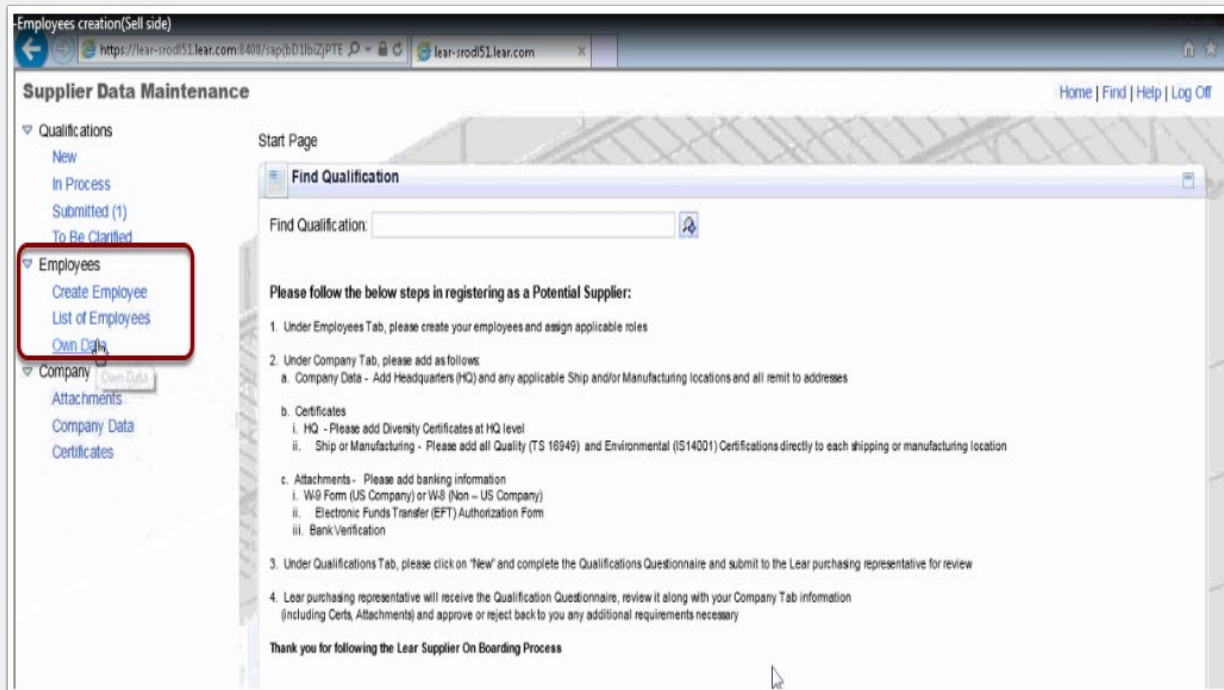 -Employees creation(Sell side)
https://lear-srodl51.lear.com:8400/sap(bD1lbiZjPTE
lear-srodl51.lear.com
Supplier Data Maintenance
Home | Find | Help | Log Off
Qualifications
New
In Process
Submitted (1)
To Be Clarified
Employees
Create Employee
List of Employees
Own Data
Own Data
Company
Attachments
Company Data
Certificates
Start Page
Find Qualification
Find Qualification:
Please follow the below steps in registering as a Potential Supplier:
1. Under Employees Tab, please create your employees and assign applicable roles
2. Under Company Tab, please add as follows:
a. Company Data - Add Headquarters (HQ) and any applicable Ship and/or Manufacturing locations and all remit to addresses
b. Certificates
i. HQ - Please add Diversity Certificates at HQ level
ii. Ship or Manufacturing - Please add all Quality (TS 16949) and Environmental (IS14001) Certifications directly to each shipping or manufacturing location
c. Attachments - Please add banking information
i. W-9 Form (US Company) or W-8 (Non – US Company)
ii. Electronic Funds Transfer (EFT) Authorization Form
iii. Bank Verification
3. Under Qualifications Tab, please click on "New" and complete the Qualifications Questionnaire and submit to the Lear purchasing representative for review
4. Lear purchasing representative will receive the Qualification Questionnaire, review it along with your Company Tab information
(including Certs, Attachments) and approve or reject back to you any additional requirements necessary
Thank you for following the Lear Supplier On Boarding Process